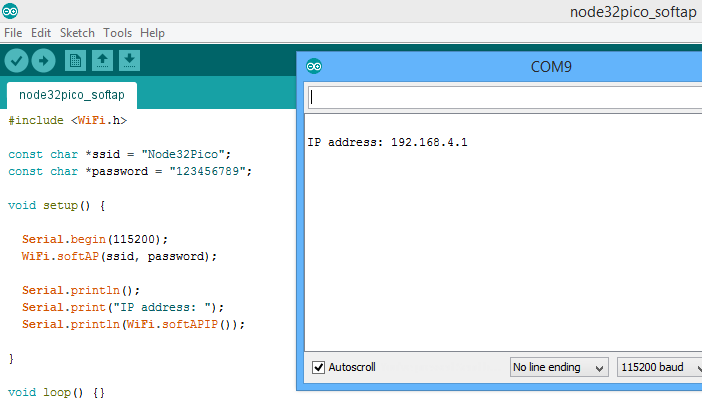 node32pico_softap
File Edit Sketch Tools Help
node32pico_softap
#include <WiFi.h>
const char *ssid = "Node32Pico";
const char *password = "123456789";
void setup() {
Serial.begin(115200);
WiFi.softAP(ssid, password);
Serial.println();
Serial.print("IP address: ");
Serial.println(WiFi.softAPIP());
}
void loop() {}
COM9
IP address: 192.168.4.1
Autoscroll
No line ending
115200 baud